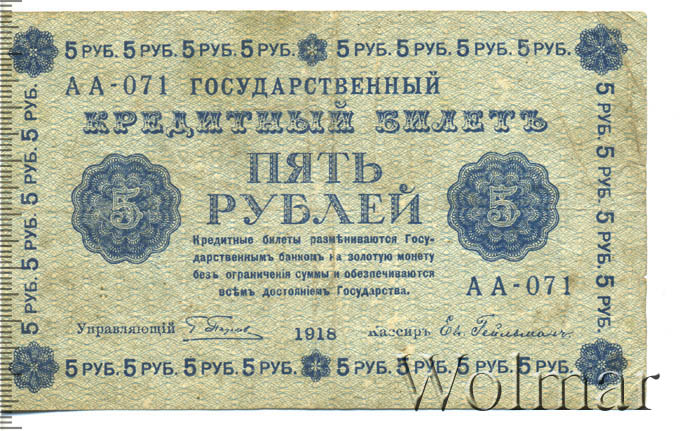 5 РУБ. 5 РУБ. 5 РУБ. 5 РУБ. 5 РУБ. 5 РУБ. 5 РУБ. 5 РУБ.
АА-071 ГОСУДАРСТВЕННЫЙ
КРЕДИТНЫЙ БИЛЕТЪ
ПЯТЬ
РУБЛЕЙ
5
5
Кредитные билеты размѣниваются Госу-
дарственнымъ банкомъ на золотую монету
безъ ограниченія суммы и обезпечиваются
всѣмъ достояніемъ Государства.
АА-071
Управляющій
1918
Кассиръ Ев. Гейльманъ
5 РУБ. 5 РУБ. 5 РУБ. 5 РУБ. 5 РУБ. 5 РУБ. 5 РУБ. 5 РУБ.
5 РУБ. 5 РУБ. 5 РУБ. 5 РУБ. 5 РУБ.
5 РУБ. 5 РУБ. 5 РУБ. 5 РУБ. 5 РУБ.
Wolmar